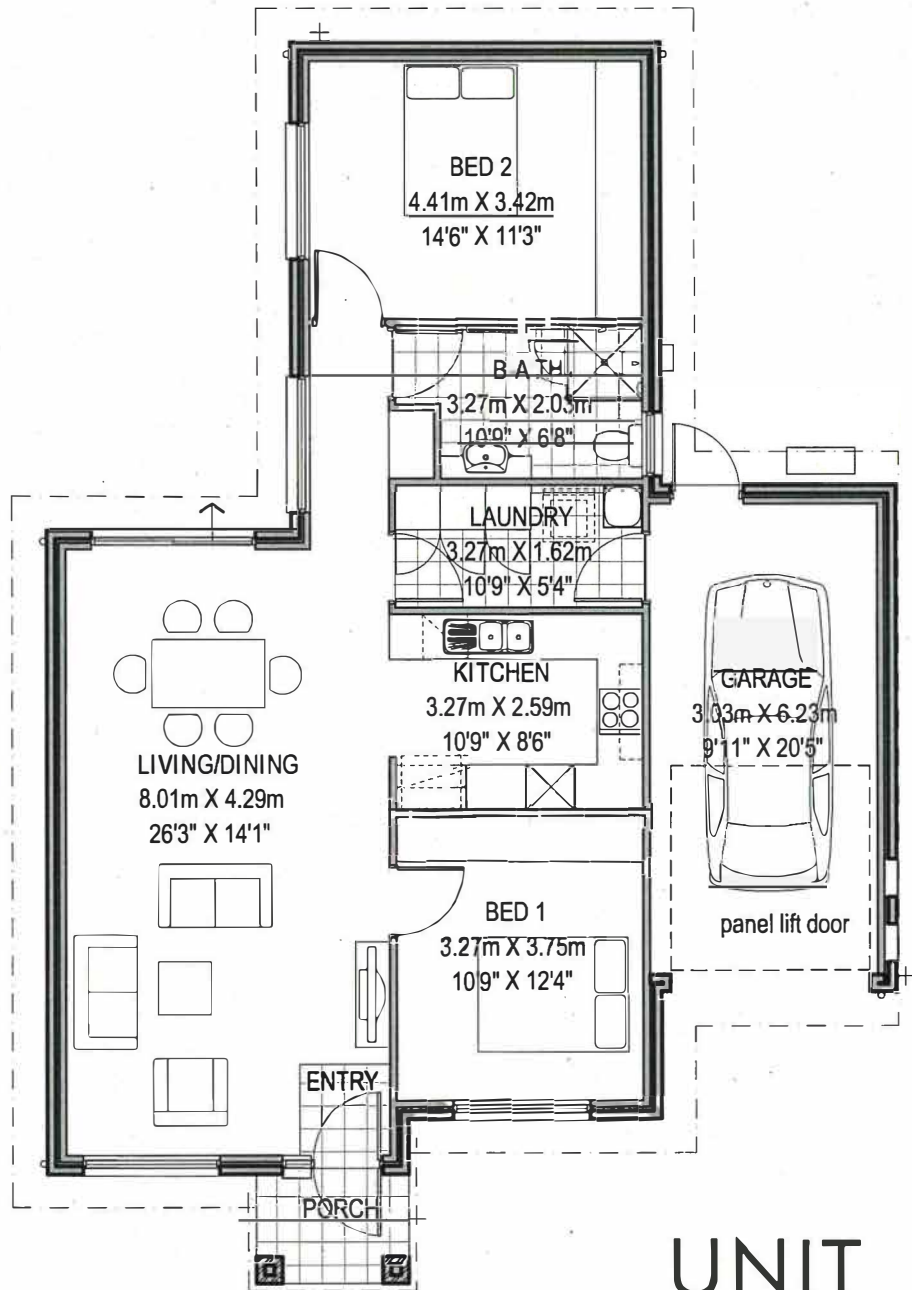 BED 2
4.41m X 3.42m
14'6" X 11'3"
BATH
3.27m X 2.03m
10'9" X 6'8"
LAUNDRY
3.27m X 1.62m
10'9" X 5'4"
KITCHEN
3.27m X 2.59m
10'9" X 8'6"
GARAGE
3.03m X 6.23m
9'11" X 20'5"
LIVING/DINING
8.01m X 4.29m
26'3" X 14'1"
panel lift door
BED 1
3.27m X 3.75m
10'9" X 12'4"
ENTRY
PORCH
UNIT